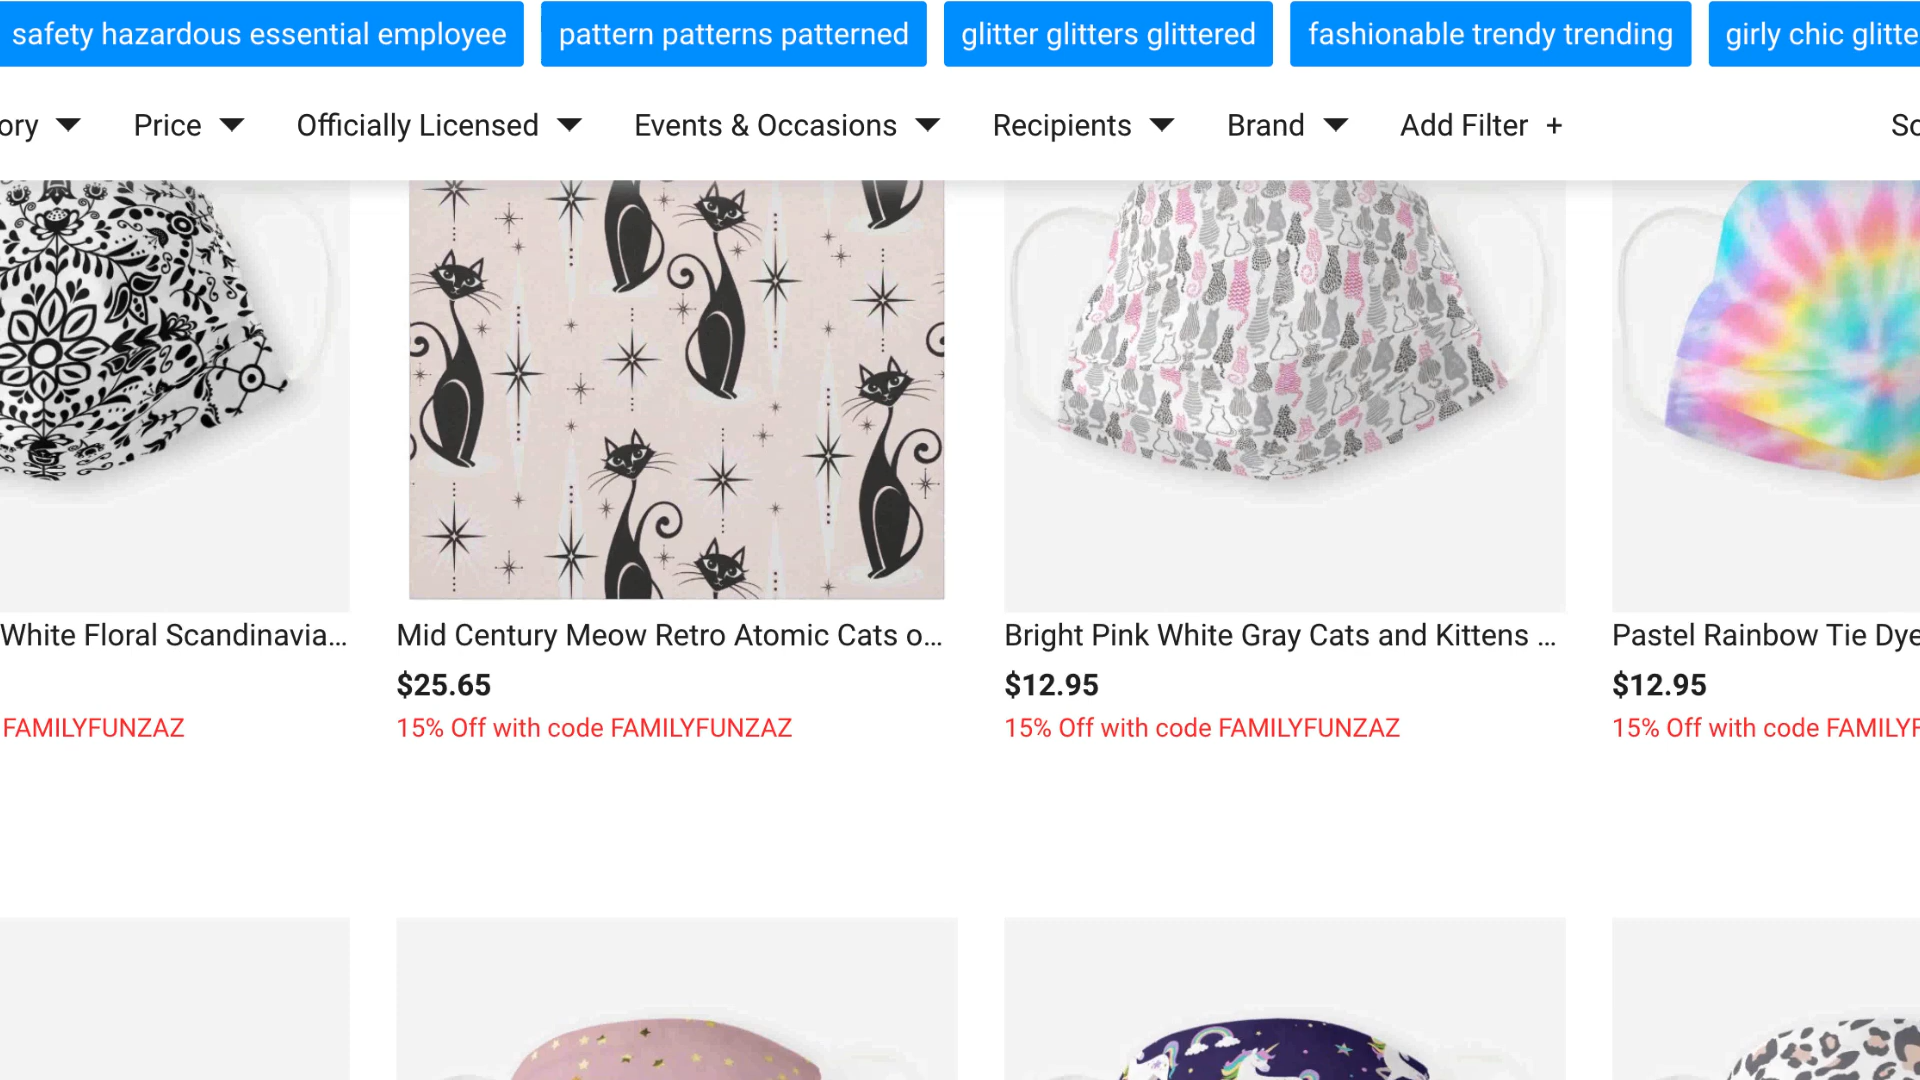 safety hazardous essential employee
pattern patterns patterned
glitter glitters glittered
fashionable trendy trending
girly chic glitte
ory
Price
Officially Licensed
Events & Occasions
Recipients
Brand
Add Filter +
So
White Floral Scandinavia...
FAMILYFUNZAZ
Mid Century Meow Retro Atomic Cats o...
$25.65
15% Off with code FAMILYFUNZAZ
Bright Pink White Gray Cats and Kittens ...
$12.95
15% Off with code FAMILYFUNZAZ
Pastel Rainbow Tie Dye
$12.95
15% Off with code FAMILYF